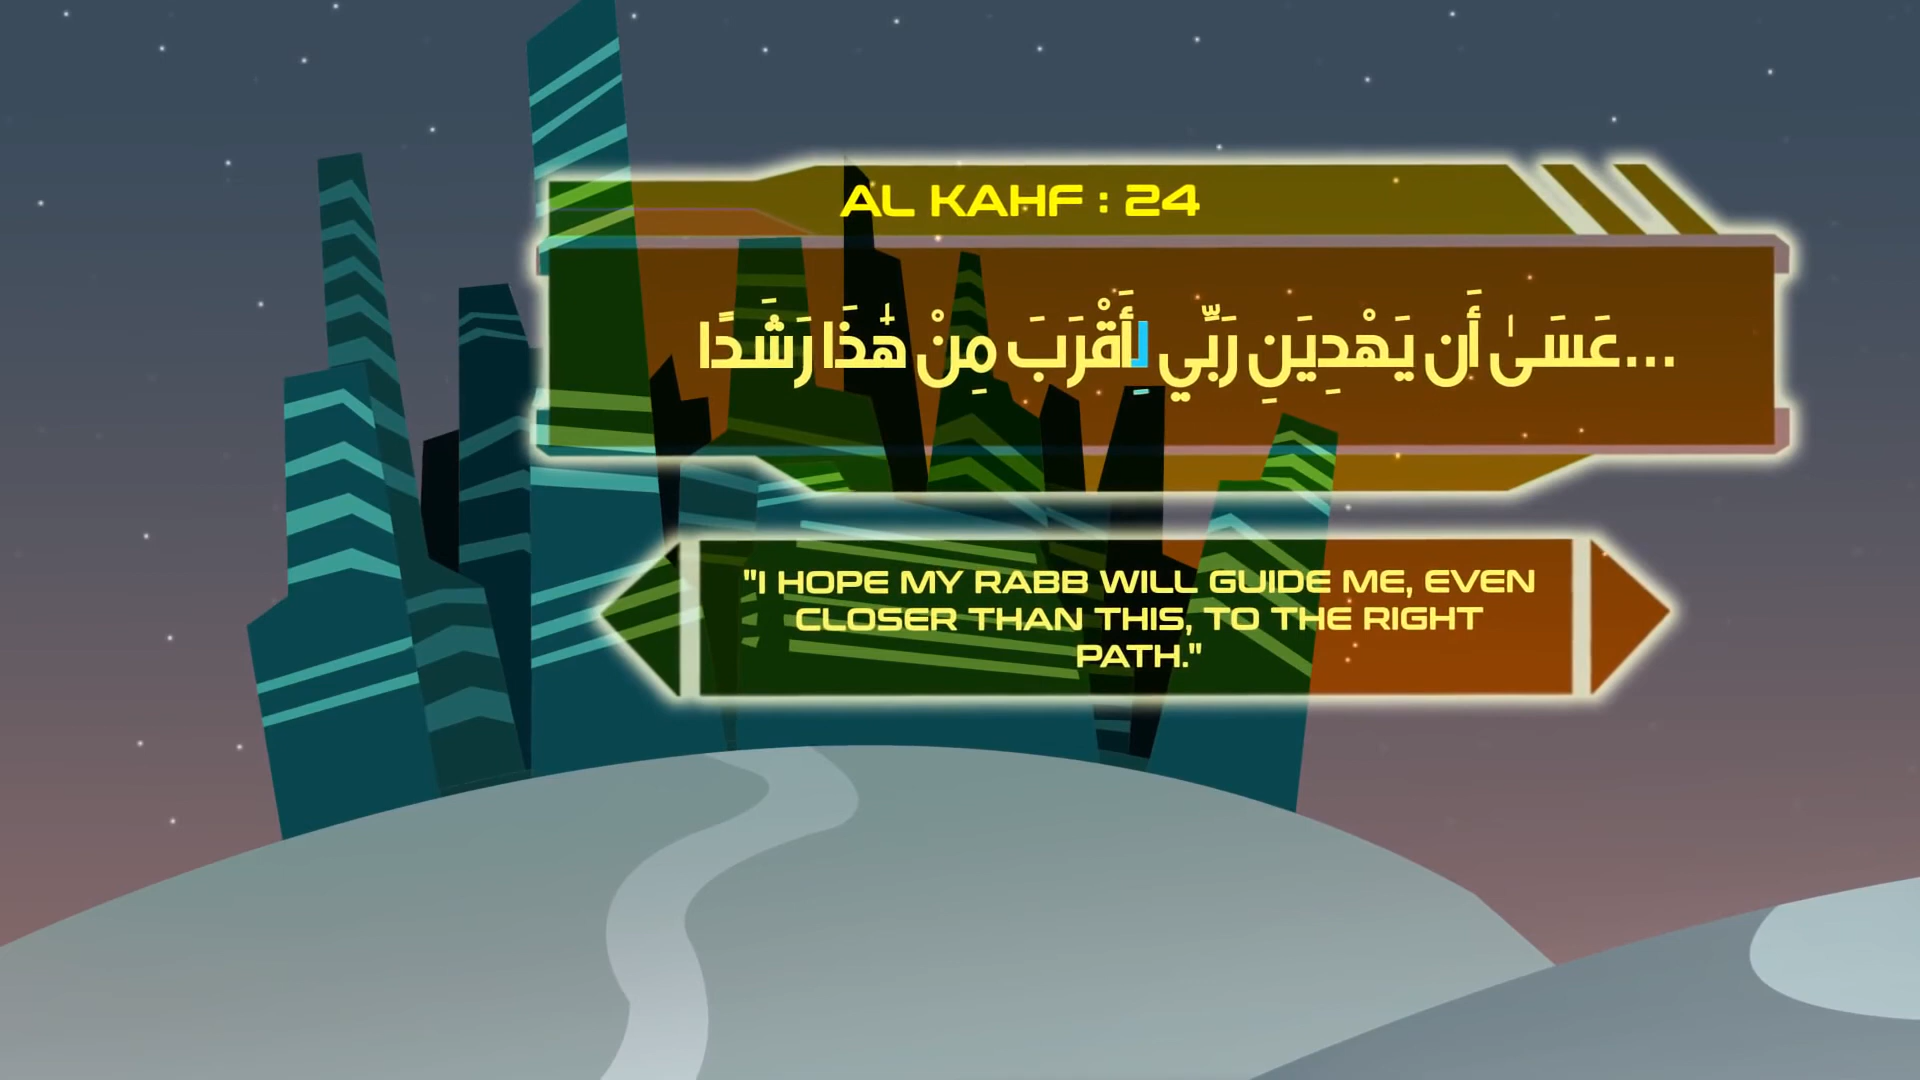 AL KAHF : 24
...عَسَىٰ أَن يَهْدِيَنِ رَبِّي لِأَقْرَبَ مِنْ هَٰذَا رَشَدًا
"I HOPE MY RABB WILL GUIDE ME, EVEN
CLOSER THAN THIS, TO THE RIGHT
PATH."